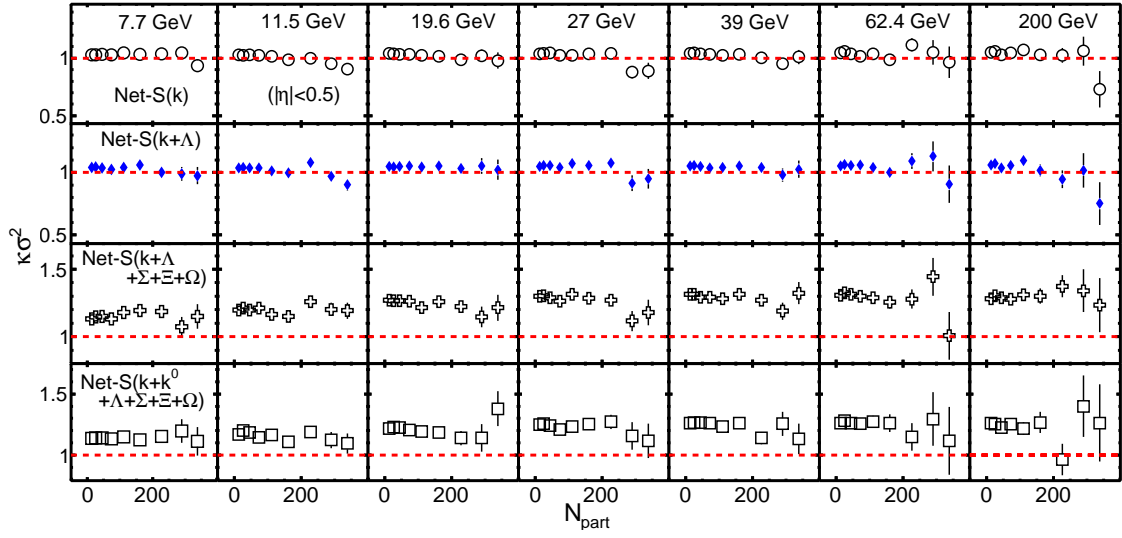 7.7 GeV 11.5 GeV 19.6 GeV 27 GeV 39 GeV 62.4 GeV 200 GeV
1
Net-S(k) (|η|<0.5)
0.5
Net-S(k+Λ)
1
0.5
κσ²
Net-S(k+Λ
+Σ+Ξ+Ω)
1.5
1
Net-S(k+k⁰
+Λ+Σ+Ξ+Ω)
1.5
1
0 200 0 200 0 200 0 200 0 200 0 200 0 200
N_part